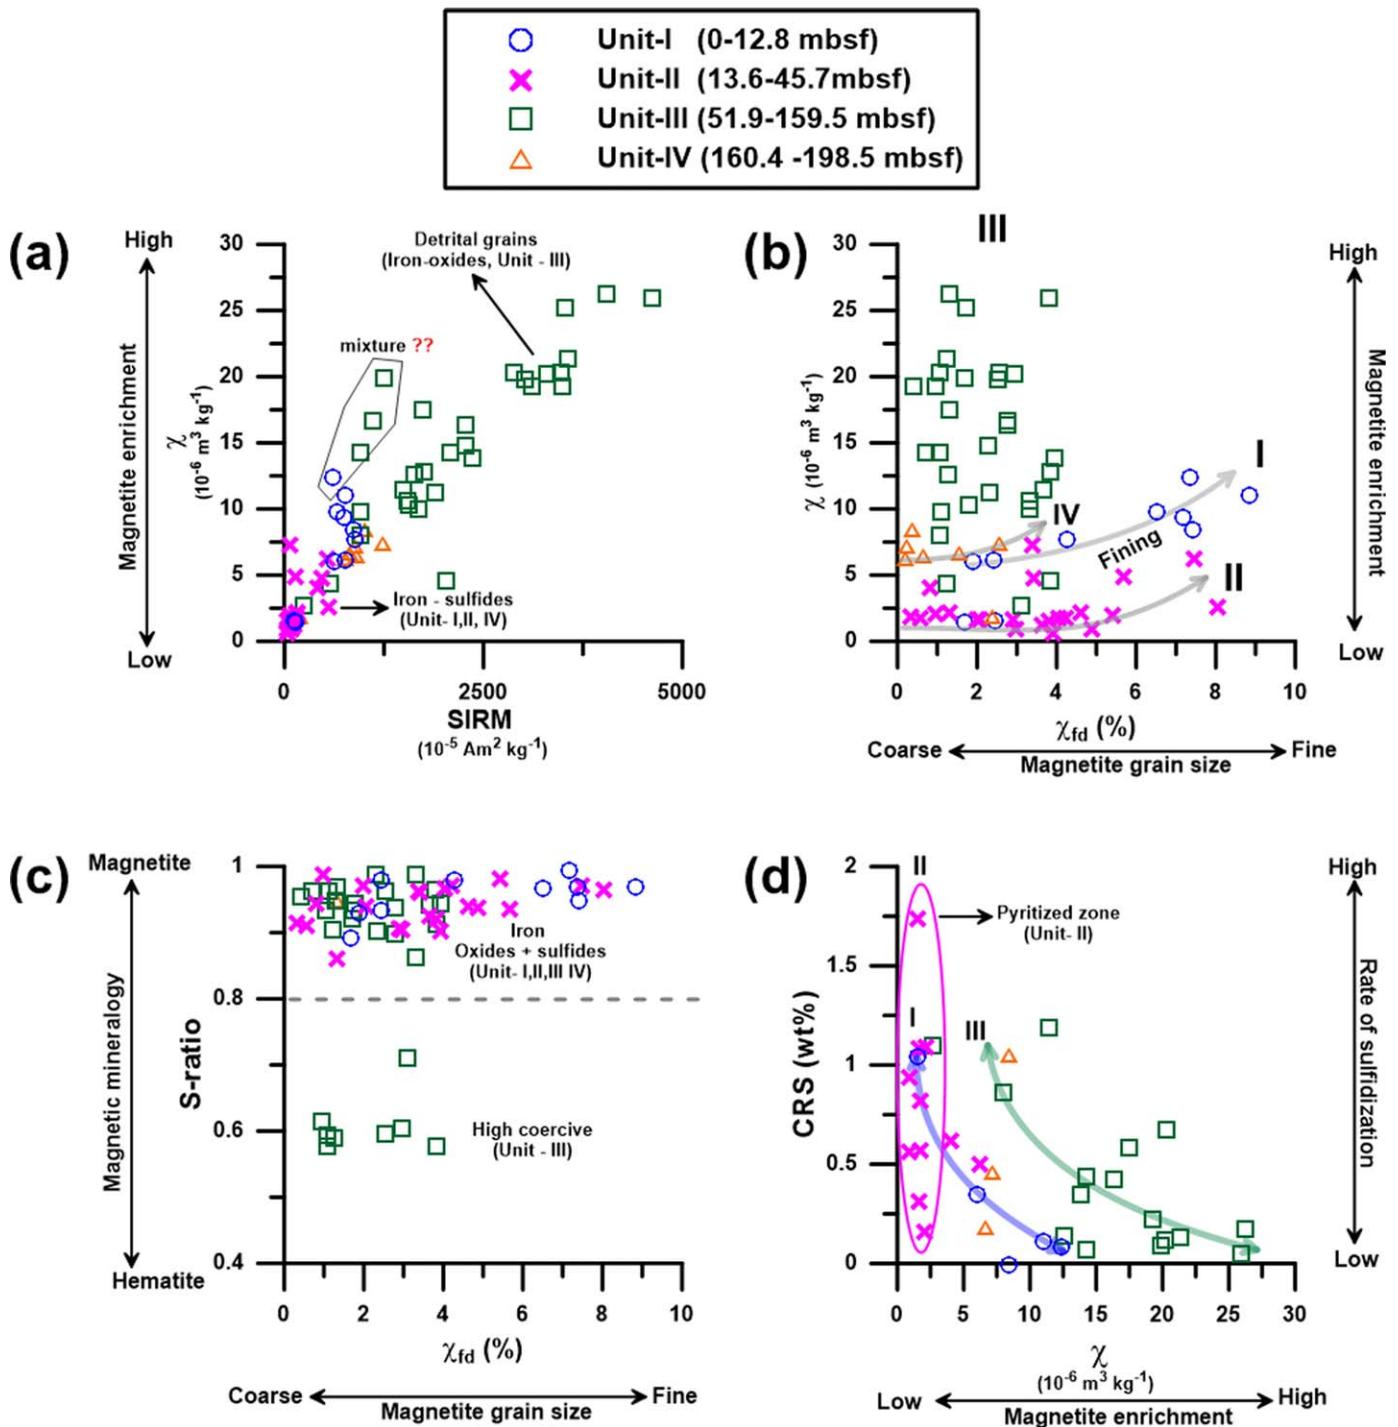 Unit-I (0-12.8 mbsf)
Unit-II (13.6-45.7mbsf)
Unit-III (51.9-159.5 mbsf)
Unit-IV (160.4 -198.5 mbsf)
(a)
High
Magnetite enrichment
Low
χ
(10⁻⁶ m³ kg⁻¹)
30
25
20
15
10
5
0
Detrital grains
(Iron-oxides, Unit - III)
mixture ??
Iron - sulfides
(Unit- I,II, IV)
0 2500 5000
SIRM
(10⁻⁵ Am² kg⁻¹)
(b)
III
High
Magnetite enrichment
Low
χ (10⁻⁶ m³ kg⁻¹)
30
25
20
15
10
5
0
I
IV
Fining
II
0 2 4 6 8 10
χfd (%)
Coarse Fine
Magnetite grain size
(c)
Magnetite
Magnetic mineralogy
Hematite
S-ratio
1
0.8
0.6
0.4
Iron
Oxides + sulfides
(Unit- I,II,III IV)
High coercive
(Unit - III)
0 2 4 6 8 10
χfd (%)
Coarse Fine
Magnetite grain size
(d)
II
High
Rate of sulfidization
Low
CRS (wt%)
2
1.5
1
0.5
0
Pyritized zone
(Unit- II)
I
III
0 5 10 15 20 25 30
χ
(10⁻⁶ m³ kg⁻¹)
Low High
Magnetite enrichment